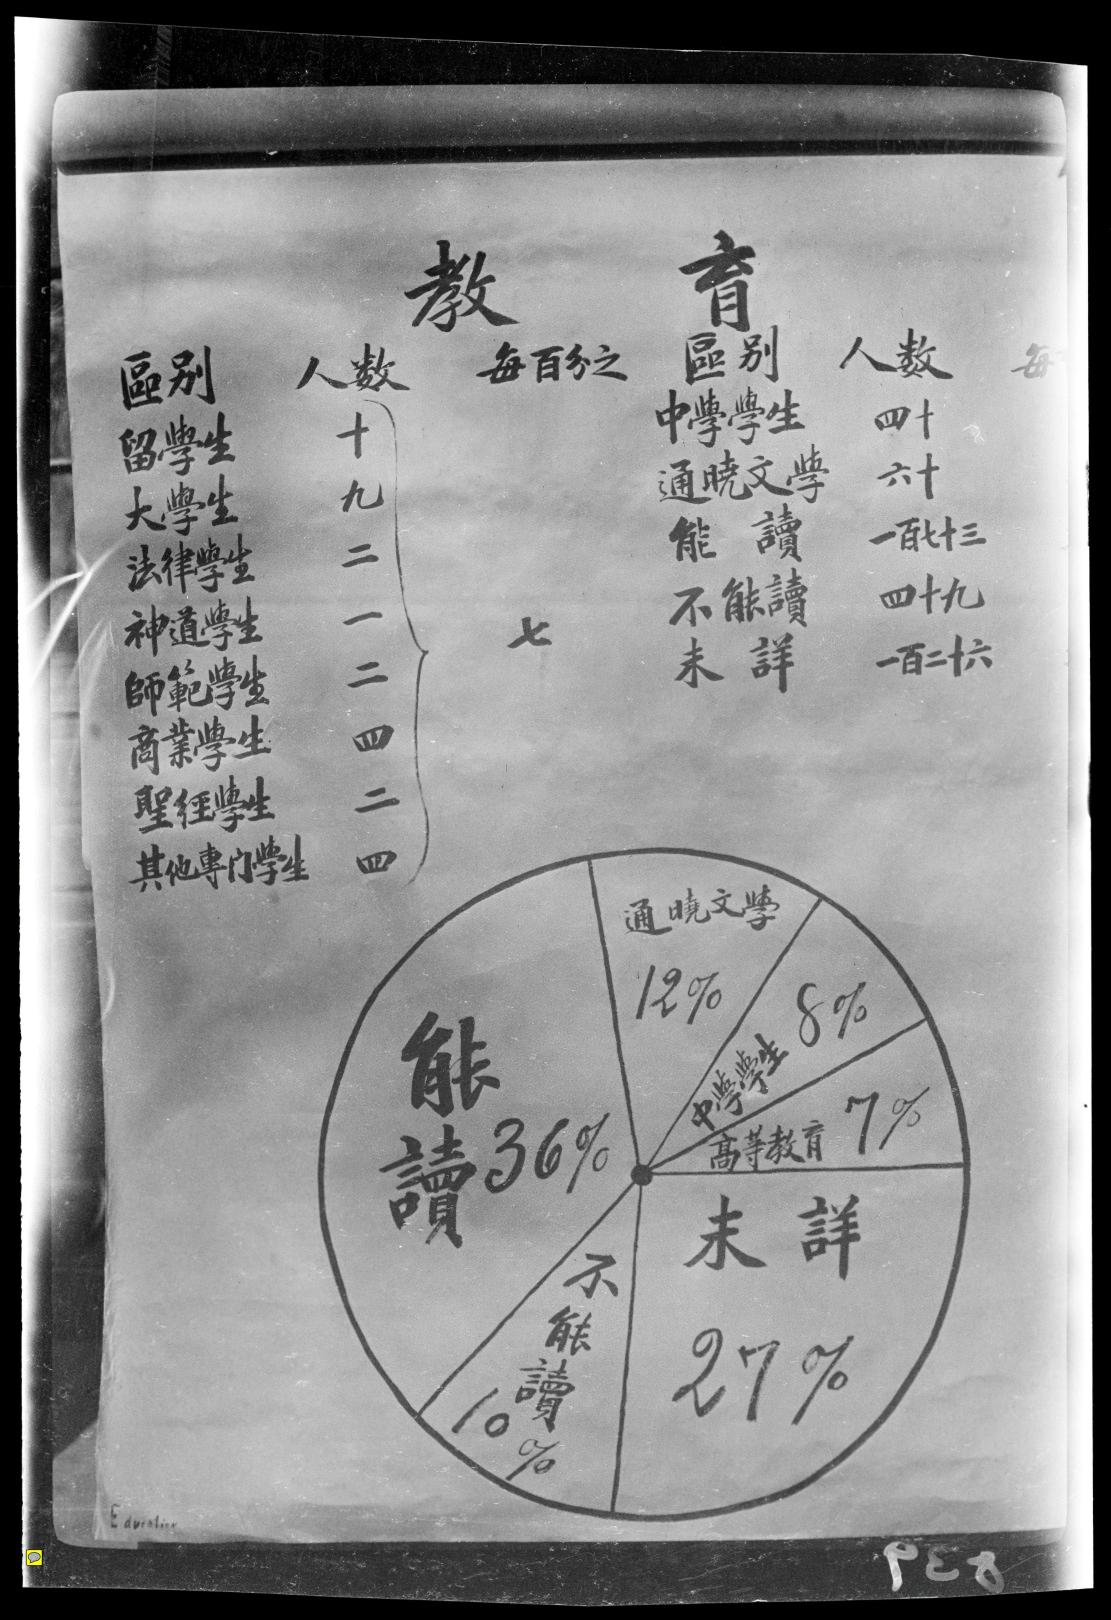 教育
區别 人数 每百分之 區别 人数 每
留學生 十 中學學生 四十
大學生 九 通曉文學 六十
法律學生 二 能讀 一百七十三
神道學生 一 七 不能讀 四十九
師範學生 二 未詳 一百二十六
商業學生 四
聖經學生 二
其他專门學生 四
通曉文學
12%
8%
中學學生
高等教育 7%
能讀 36%
未詳
27%
不能讀
10%
Education